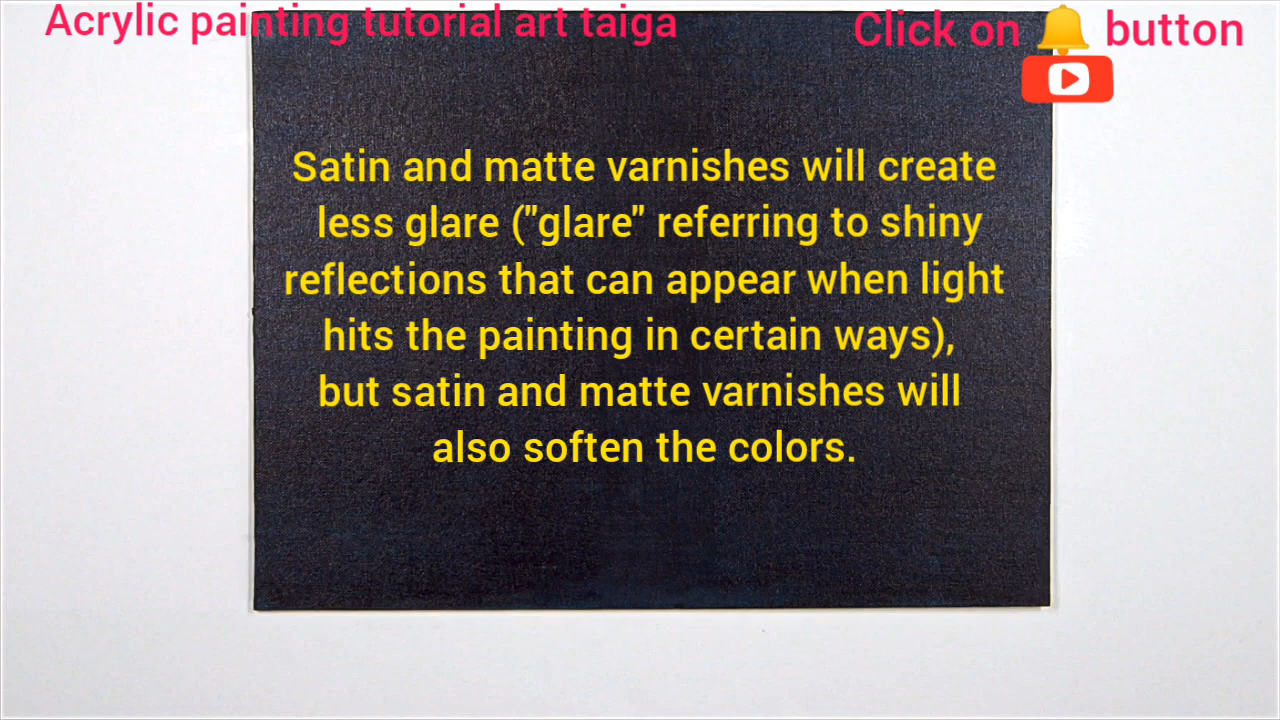 Acrylic painting tutorial art taiga
Click on 🔔 button
Satin and matte varnishes will create
less glare ("glare" referring to shiny
reflections that can appear when light
hits the painting in certain ways),
but satin and matte varnishes will
also soften the colors.